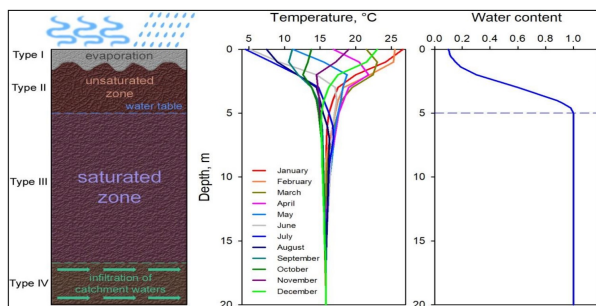 Temperature, °C
Water content
5 10 15 20 25
0.0 0.2 0.4 0.6 0.8 1.0
Type I
evaporation
Type II
unsaturated
zone
water table
Type III
saturated
zone
Type IV
infiltration of
catchment waters
Depth, m
0
5
10
15
20
January
February
March
April
May
June
July
August
September
October
November
December
0
5
10
15
20